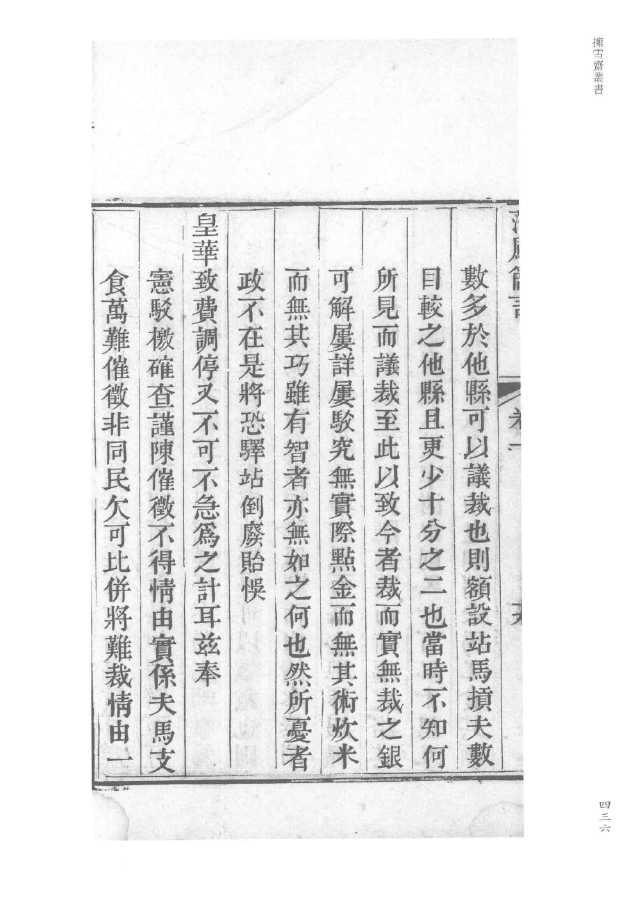 擁雪齋叢書
卷一
數多於他縣可以議裁也則額設站馬損夫數
目較之他縣且更少十分之二也當時不知何
所見而議裁至此以致今者裁而實無裁之銀
可解屢詳屢駁究無實際點金而無其術炊米
而無其巧雖有智者亦無如之何也然所憂者
政不在是將恐驛站倒廢貽悞
皇華致費調停又不可不急爲之計耳玆奉
憲駁檄確查謹陳催徵不得情由實係夫馬支
食萬難催徵非同民欠可比併將難裁情由一
四三六